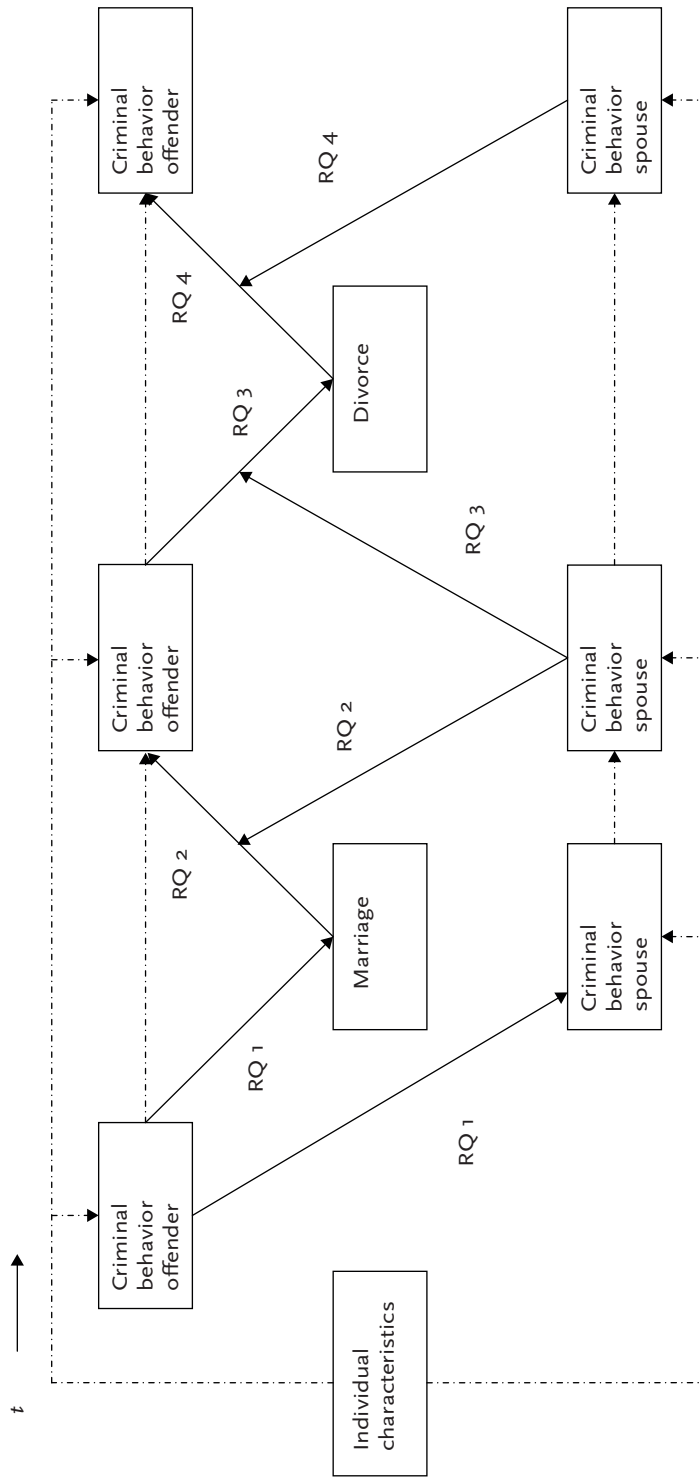 t
Individual
characteristics
Criminal
behavior
offender
RQ 1
RQ 1
Marriage
Criminal
behavior
spouse
RQ 2
RQ 2
Criminal
behavior
offender
Criminal
behavior
spouse
RQ 3
RQ 3
Divorce
RQ 4
RQ 4
Criminal
behavior
offender
Criminal
behavior
spouse